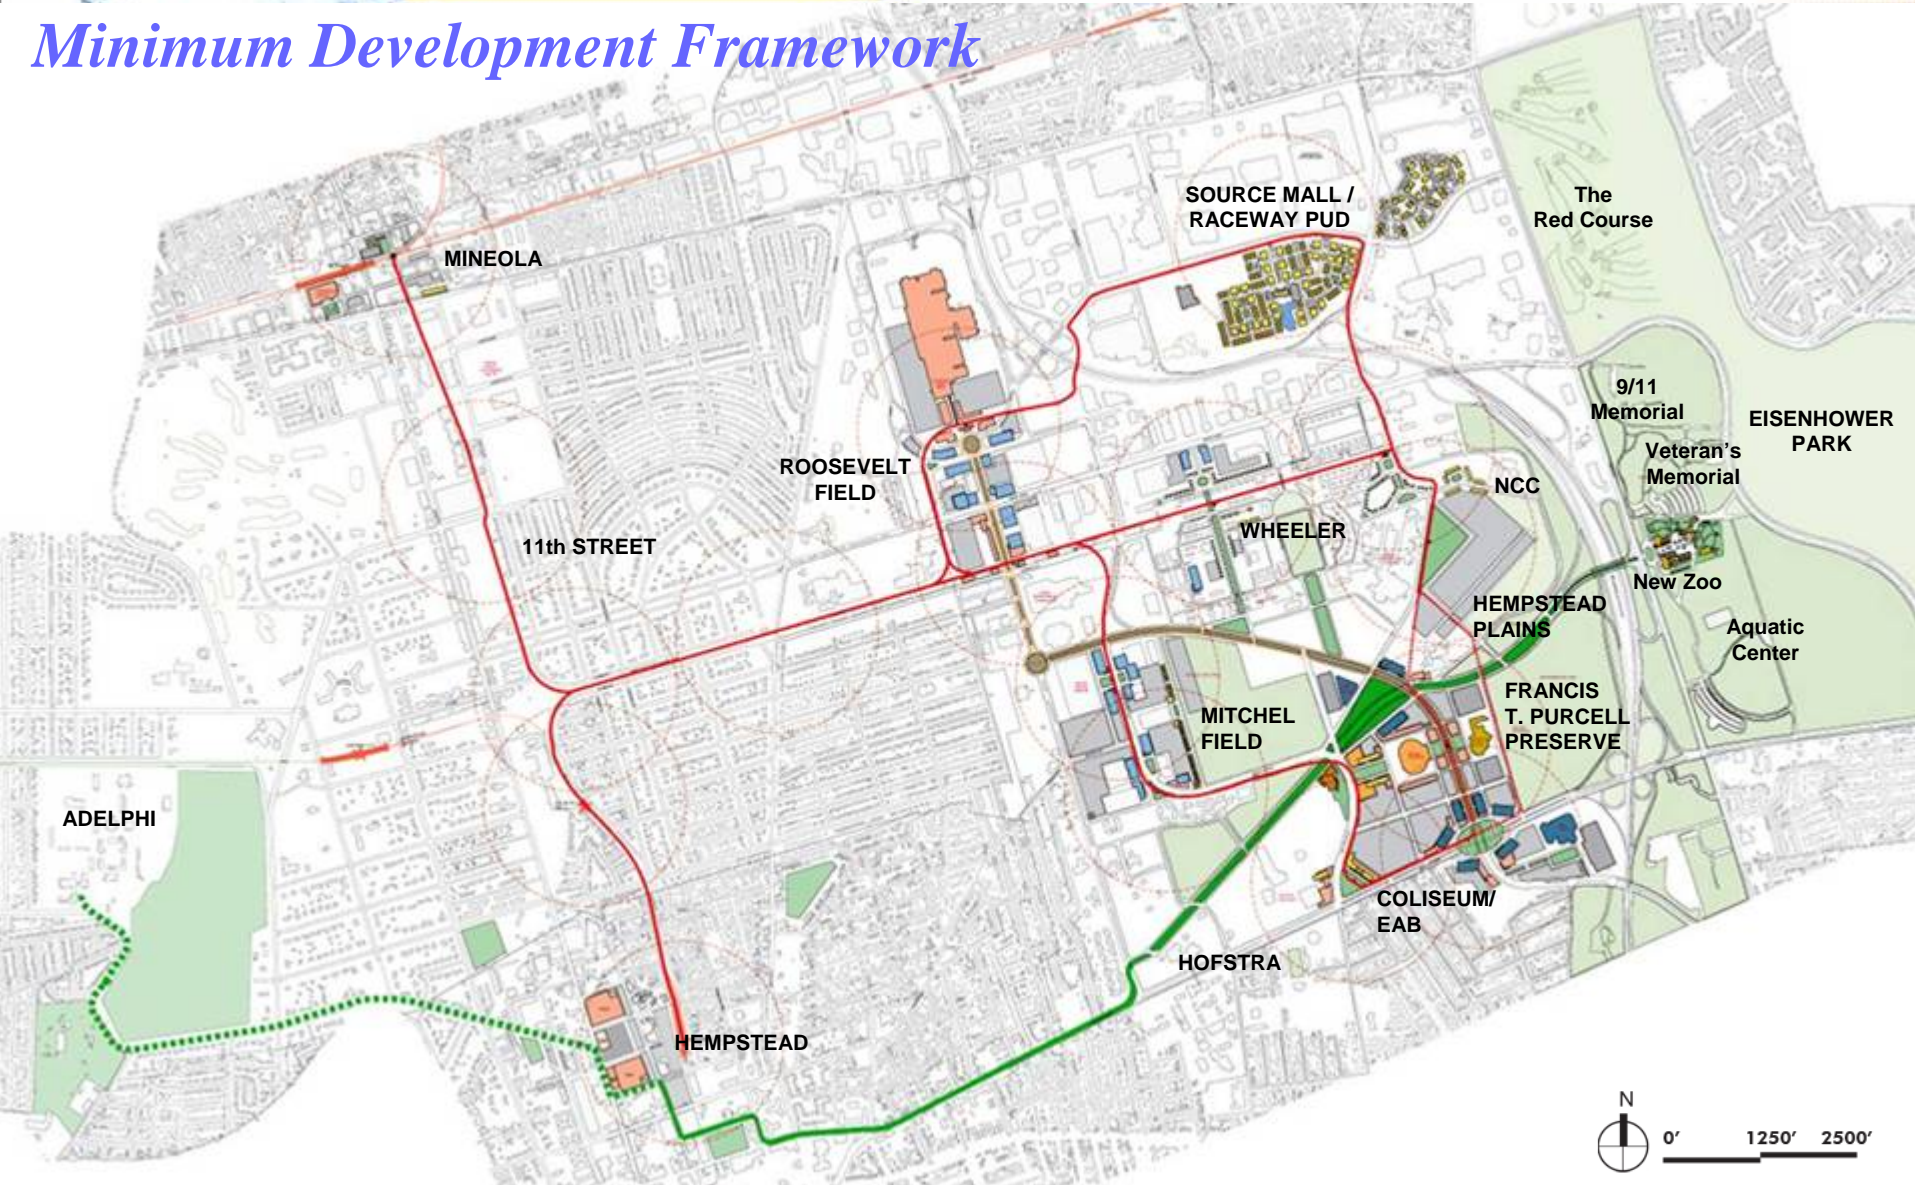 Minimum Development Framework
SOURCE MALL /
RACEWAY PUD
The
Red Course
MINEOLA
9/11
Memorial
EISENHOWER
PARK
Veteran's
Memorial
ROOSEVELT
FIELD
NCC
WHEELER
11th STREET
New Zoo
HEMPSTEAD
PLAINS
Aquatic
Center
FRANCIS
T. PURCELL
PRESERVE
MITCHEL
FIELD
ADELPHI
COLISEUM/
EAB
HOFSTRA
HEMPSTEAD
N
0' 1250' 2500'